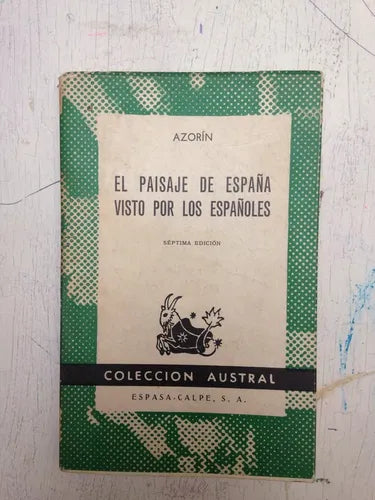 AZORÍN
EL PAISAJE DE ESPAÑA
VISTO POR LOS ESPAÑOLES
SÉPTIMA EDICIÓN
COLECCION AUSTRAL
ESPASA-CALPE, S. A.